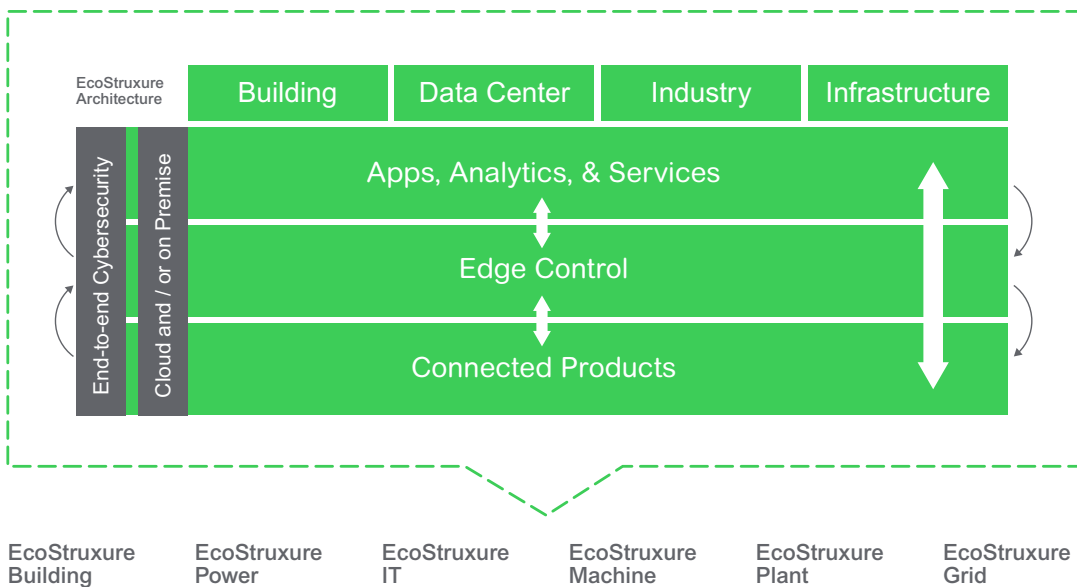 EcoStruxure
Architecture
Building
Data Center
Industry
Infrastructure
End-to-end Cybersecurity
Cloud and / or on Premise
Apps, Analytics, & Services
Edge Control
Connected Products
EcoStruxure
Building
EcoStruxure
Power
EcoStruxure
IT
EcoStruxure
Machine
EcoStruxure
Plant
EcoStruxure
Grid